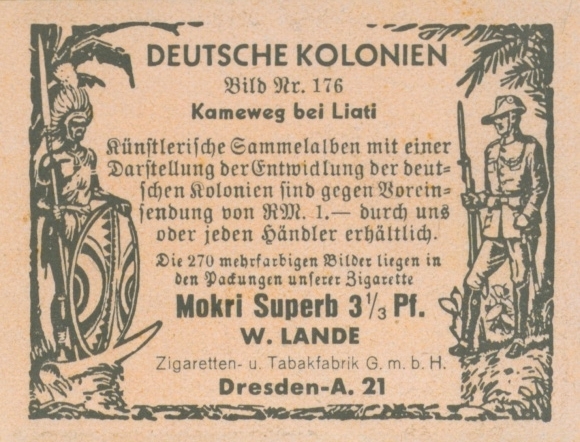 DEUTSCHE KOLONIEN
Bild Nr. 176
Kameweg bei Liati
Künstlerische Sammelalben mit einer
Darstellung der Entwicklung der deut-
schen Kolonien sind gegen Vorein-
sendung von RM. 1.— durch uns
oder jeden Händler erhältlich.
Die 270 mehrfarbigen Bilder liegen in
den Packungen unserer Zigarette
Mokri Superb 3 1/3 Pf.
W. LANDE
Zigaretten- u. Tabakfabrik G. m. b. H.
Dresden-A. 21